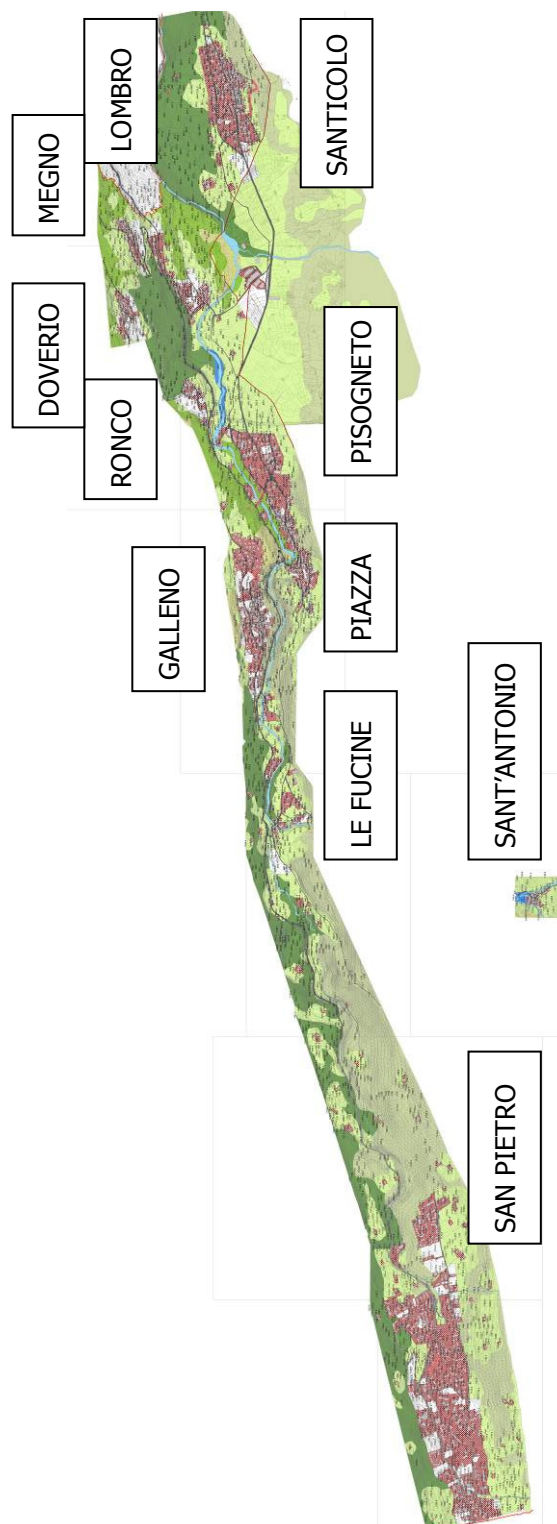 DOVERIO
MEGNO
RONCO
LOMBRO
GALLENO
LE FUCINE
PIAZZA
PISOGNETO
SANTICOLO
SAN PIETRO
SANT'ANTONIO